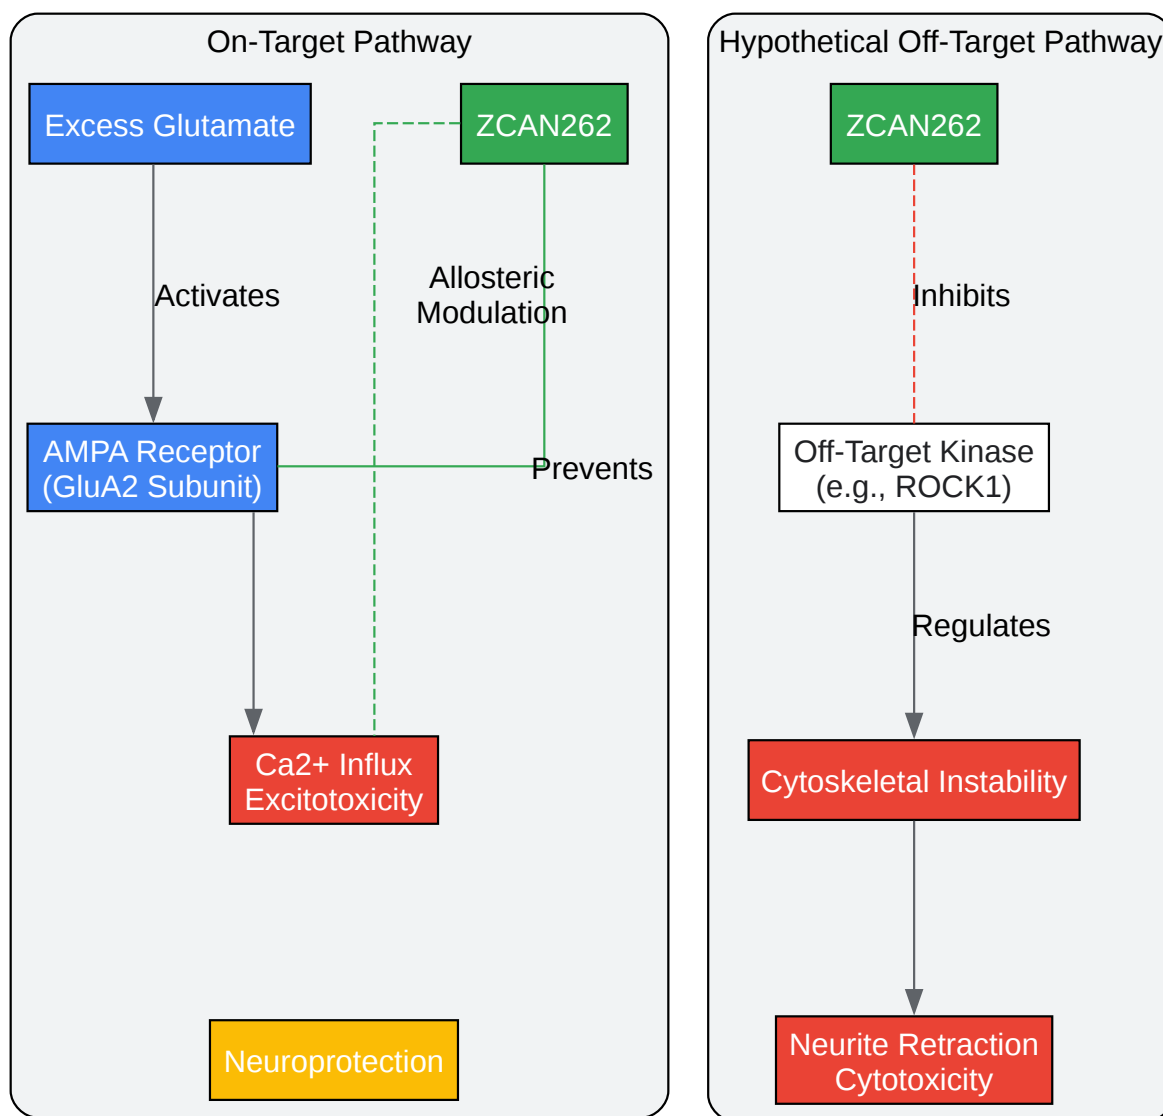 On-Target Pathway
Excess Glutamate
ZCAN262
Activates
Allosteric
Modulation
AMPA Receptor
(GluA2 Subunit)
Prevents
Ca2+ Influx
Excitotoxicity
Neuroprotection
Hypothetical Off-Target Pathway
ZCAN262
Inhibits
Off-Target Kinase
(e.g., ROCK1)
Regulates
Cytoskeletal Instability
Neurite Retraction
Cytotoxicity